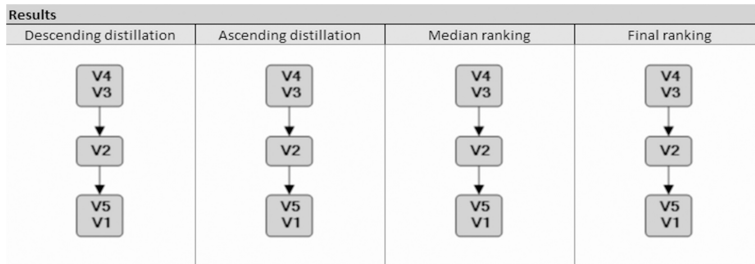 Results
Descending distillation
Ascending distillation
Median ranking
Final ranking
V4
V3
V2
V5
V1
V4
V3
V2
V5
V1
V4
V3
V2
V5
V1
V4
V3
V2
V5
V1